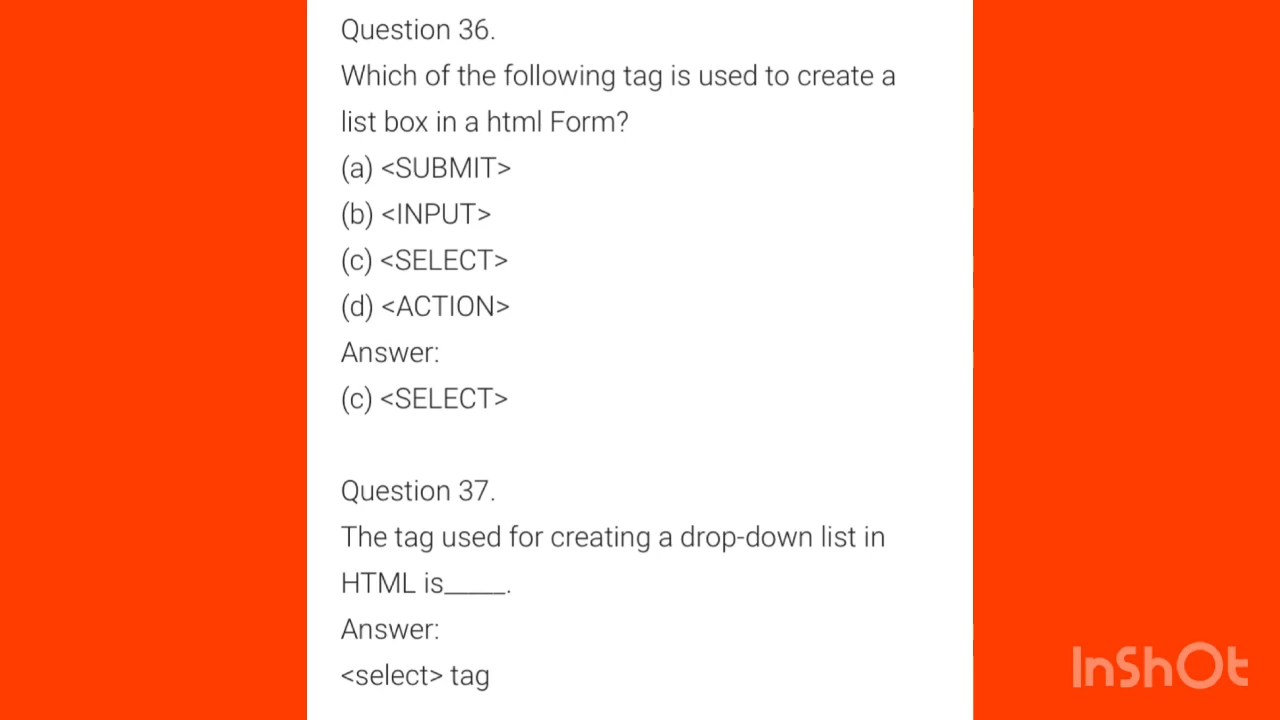 Question 36.
Which of the following tag is used to create a
list box in a html Form?
(a) <SUBMIT>
(b) <INPUT>
(c) <SELECT>
(d) <ACTION>
Answer:
(c) <SELECT>
Question 37.
The tag used for creating a drop-down list in
HTML is_____.
Answer:
<select> tag
InShOt